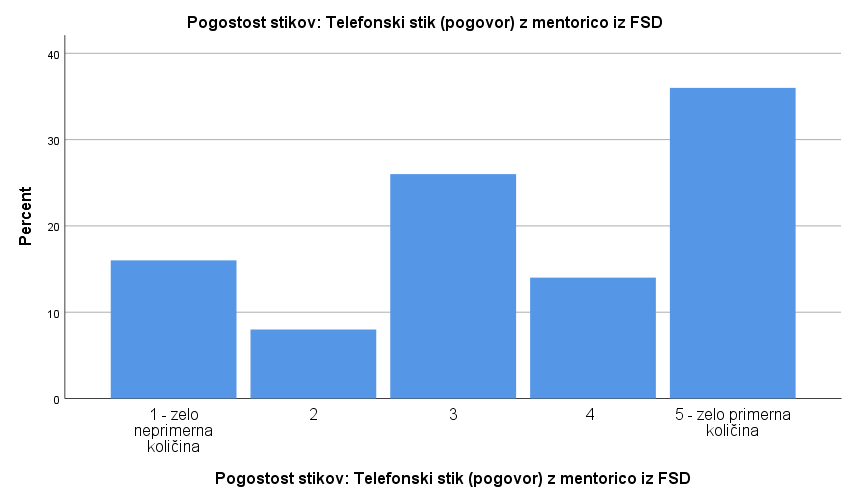 Pogostost stikov: Telefonski stik (pogovor) z mentorico iz FSD
40
30
20
10
0
Percent
1 - zelo
neprimerna
količina
2
3
4
5 - zelo primerna
količina
Pogostost stikov: Telefonski stik (pogovor) z mentorico iz FSD